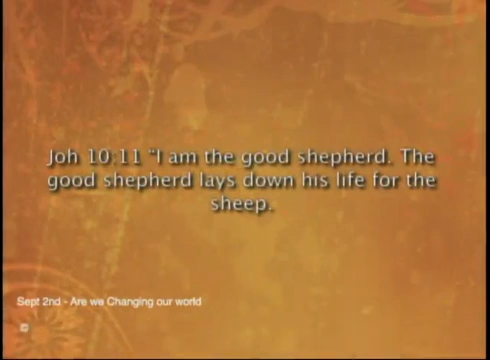 Joh 10:11 "I am the good shepherd. The
good shepherd lays down his life for the
sheep.
Sept 2nd - Are we Changing our world